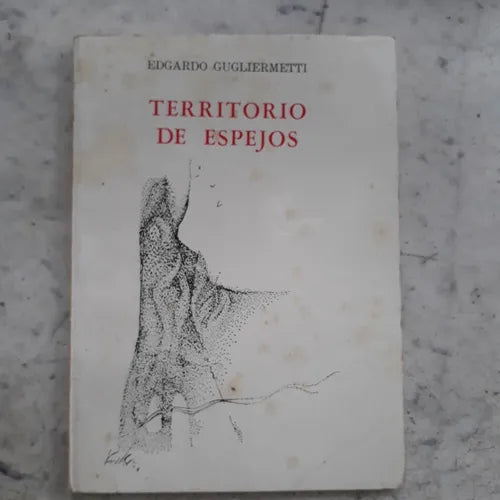 EDGARDO GUGLIERMETTI
TERRITORIO
DE ESPEJOS